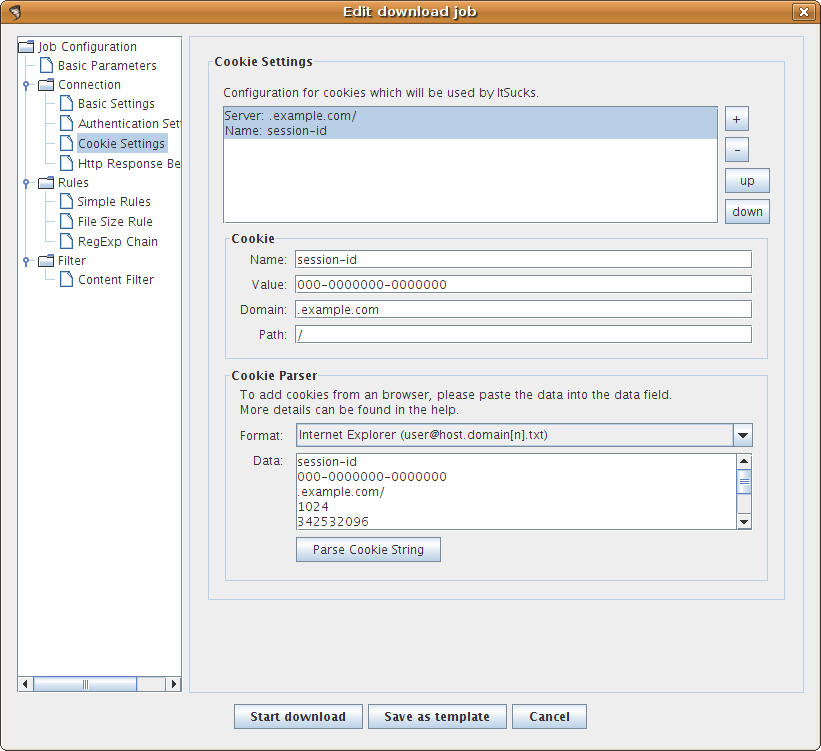 Edit download job
Job Configuration
Basic Parameters
Connection
Basic Settings
Authentication Set
Cookie Settings
Http Response Be
Rules
Simple Rules
File Size Rule
RegExp Chain
Filter
Content Filter
Cookie Settings
Configuration for cookies which will be used by ItSucks.
Server: .example.com/
Name: session-id
+
-
up
down
Cookie
Name: session-id
Value: 000-0000000-0000000
Domain: .example.com
Path: /
Cookie Parser
To add cookies from an browser, please paste the data into the data field.
More details can be found in the help.
Format: Internet Explorer (user@host.domain[n].txt)
Data: session-id
000-0000000-0000000
.example.com/
1024
342532096
Parse Cookie String
Start download Save as template Cancel